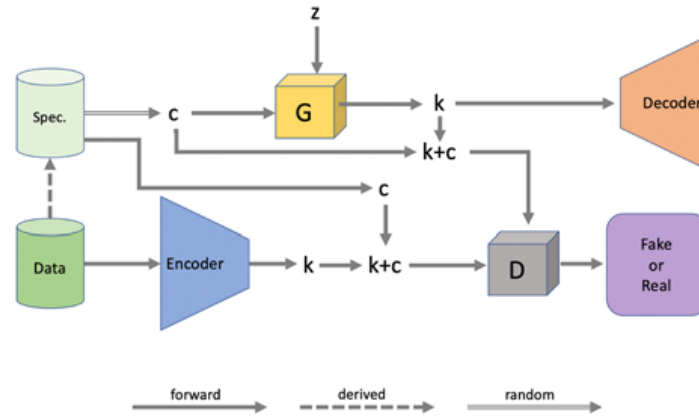 z
Spec.
c
G
k
Decoder
k+c
c
Data
Encoder
k
k+c
D
Fake
or
Real
forward
derived
random